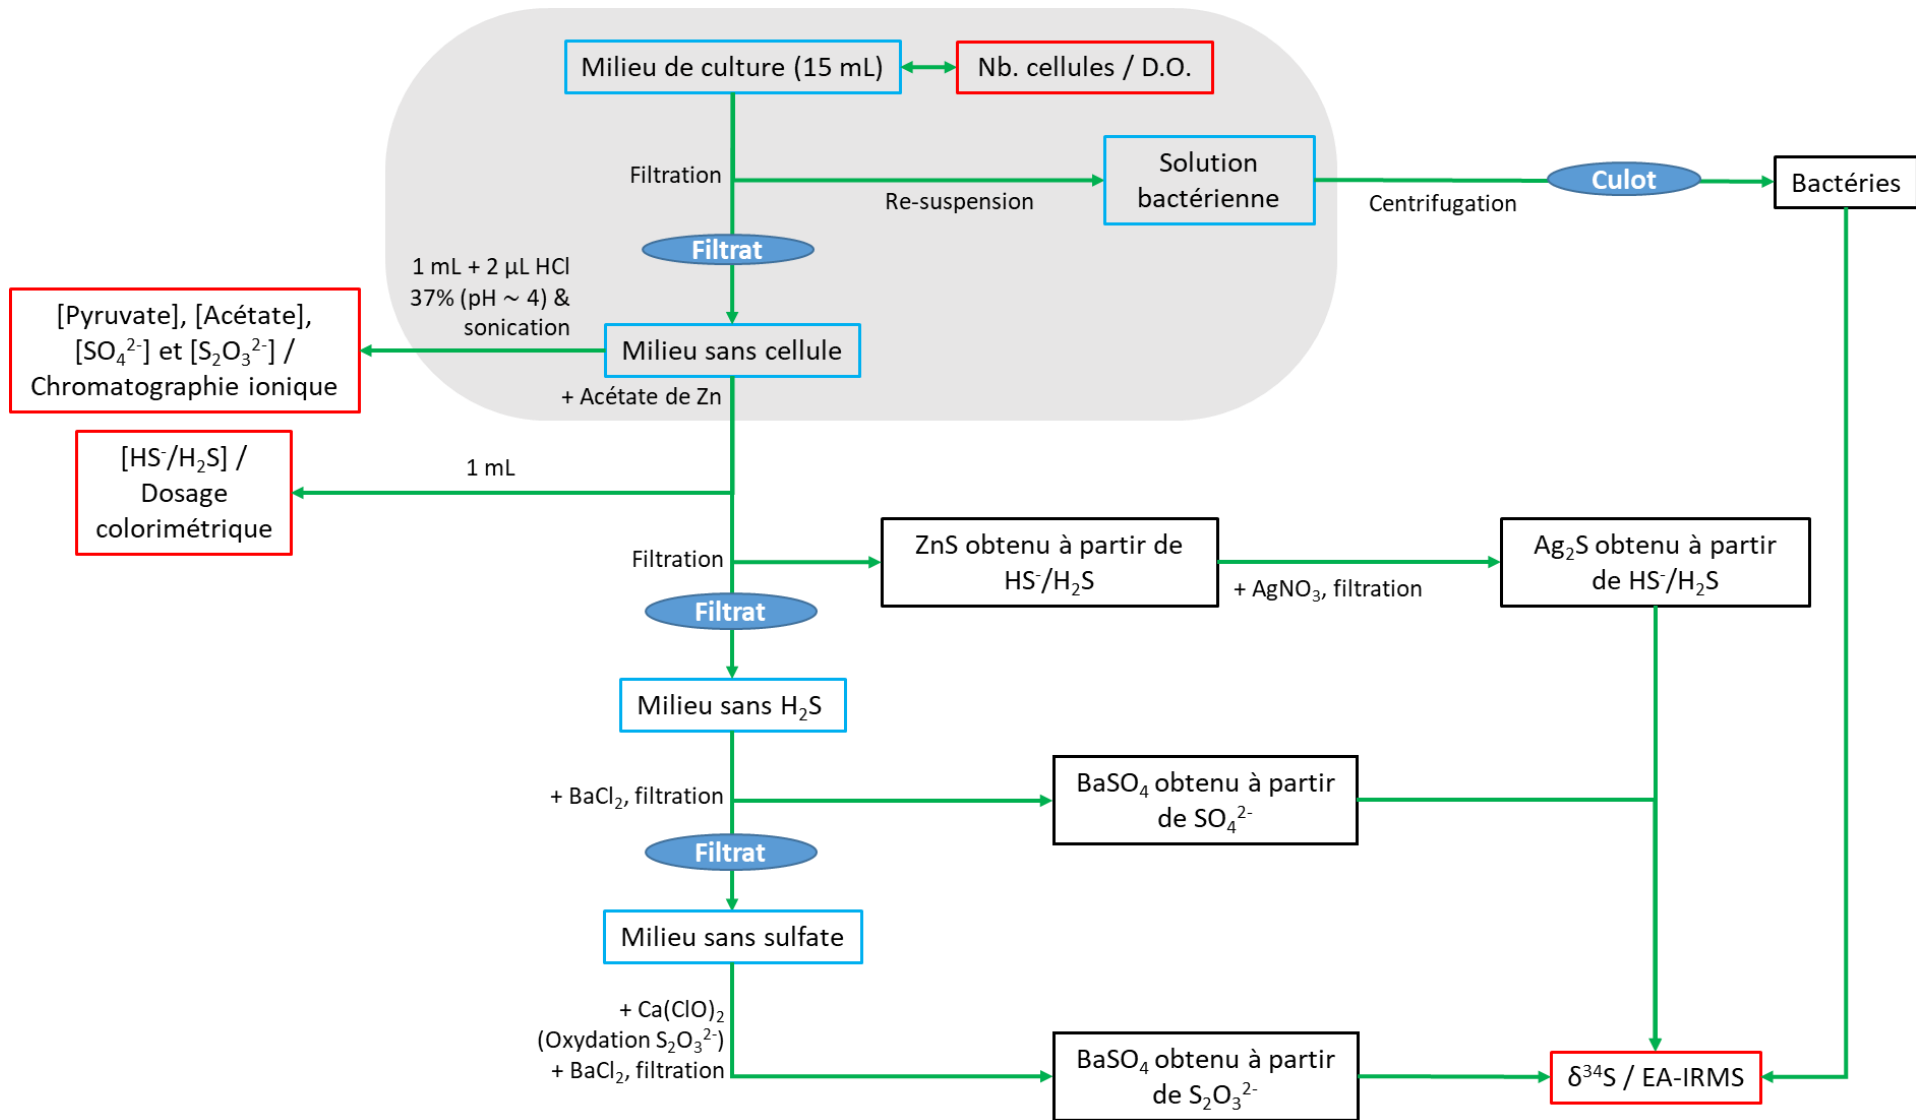 Milieu de culture (15 mL)
Nb. cellules / D.O.
Filtration
Re-suspension
Solution
bactérienne
Centrifugation
Culot
Bactéries
Filtrat
1 mL + 2 µL HCl
37% (pH ~ 4) &
sonication
[Pyruvate], [Acétate],
[SO₄²⁻] et [S₂O₃²⁻] /
Chromatographie ionique
Milieu sans cellule
+ Acétate de Zn
[HS⁻/H₂S] /
Dosage
colorimétrique
1 mL
Filtration
ZnS obtenu à partir de
HS⁻/H₂S
+ AgNO₃, filtration
Ag₂S obtenu à partir
de HS⁻/H₂S
Filtrat
Milieu sans H₂S
+ BaCl₂, filtration
BaSO₄ obtenu à partir
de SO₄²⁻
Filtrat
Milieu sans sulfate
+ Ca(ClO)₂
(Oxydation S₂O₃²⁻)
+ BaCl₂, filtration
BaSO₄ obtenu à partir
de S₂O₃²⁻
δ³⁴S / EA-IRMS